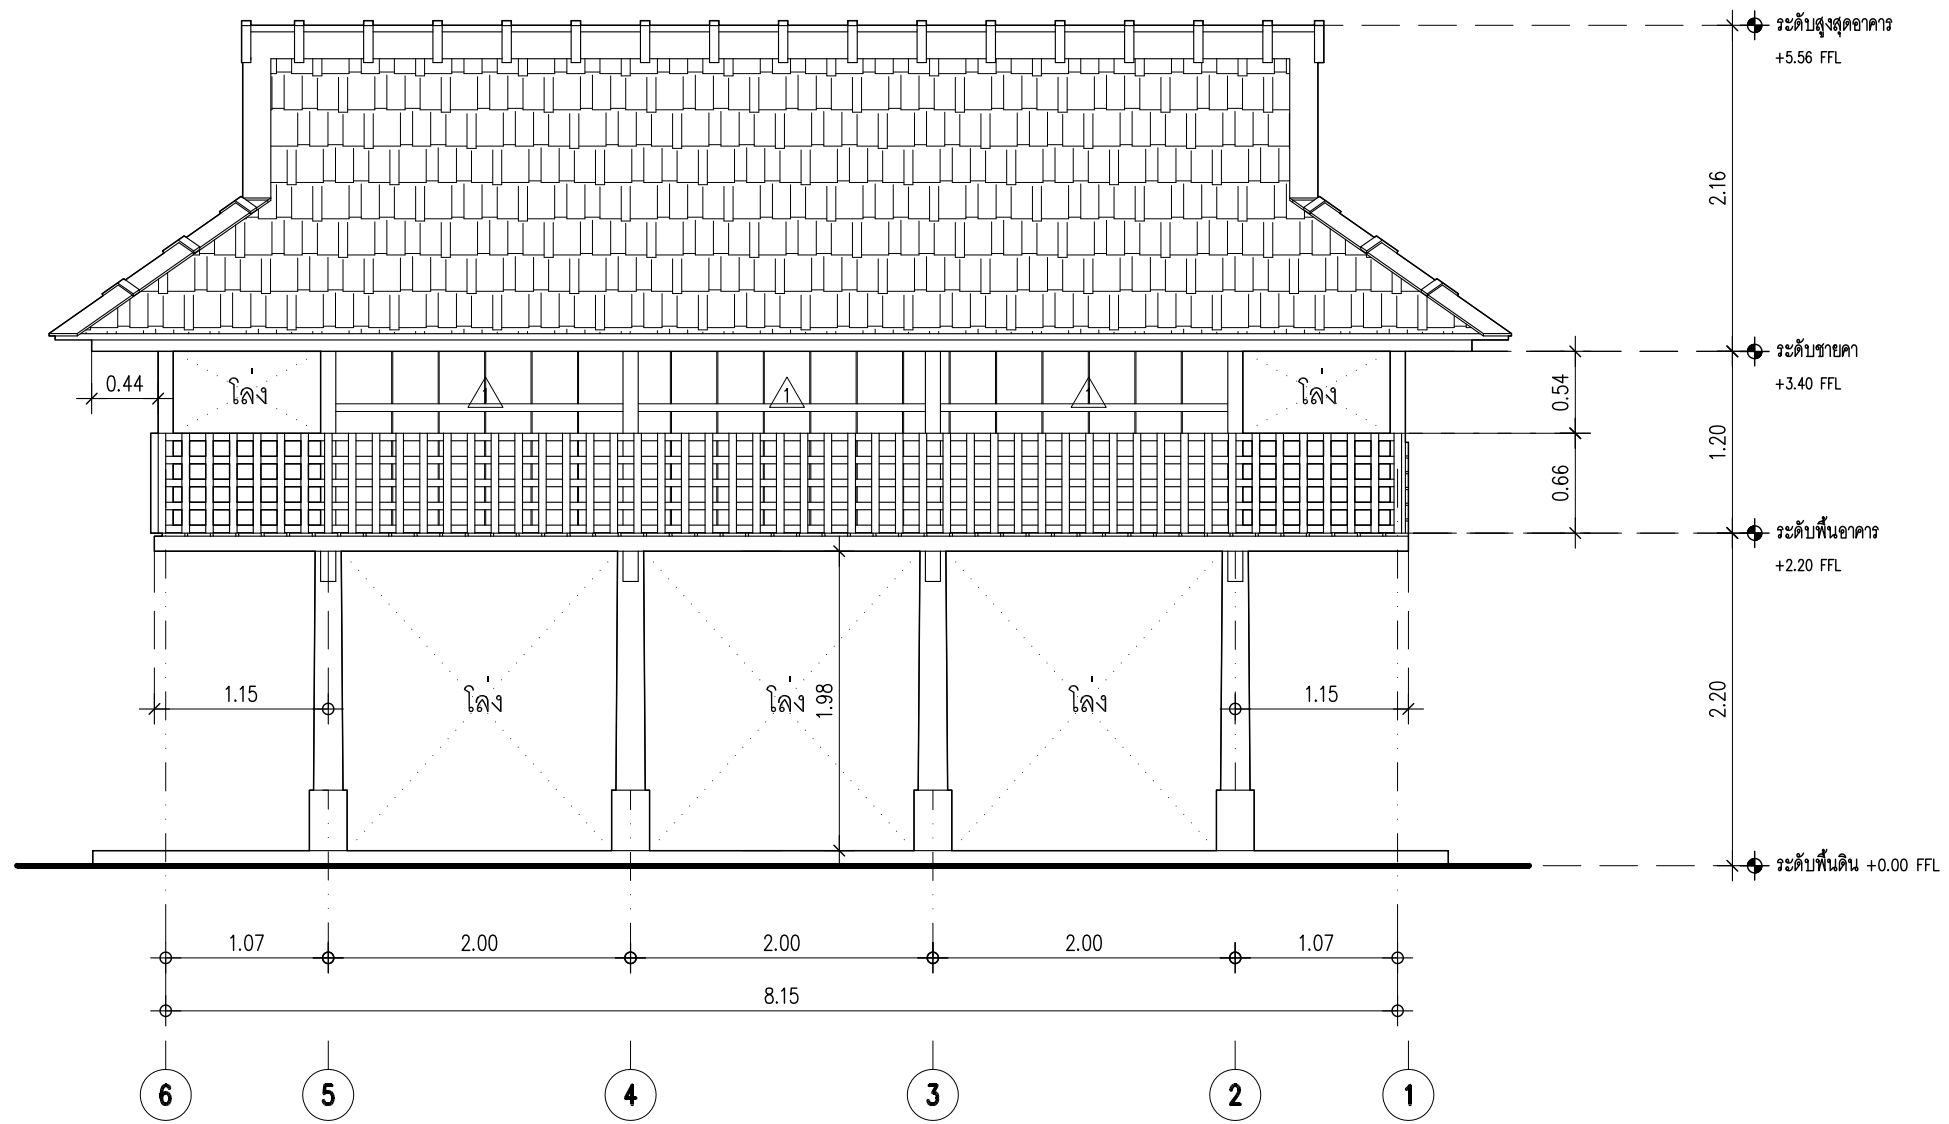 ระดับสูงสุดอาคาร
+5.56 FFL
2.16
ระดับชายคา
+3.40 FFL
0.44
โล่ง
1
1
1
โล่ง
0.54
1.20
0.66
ระดับพื้นอาคาร
+2.20 FFL
1.15
โล่ง
โล่ง
1.98
โล่ง
1.15
2.20
ระดับพื้นดิน +0.00 FFL
1.07 2.00 2.00 2.00 1.07
8.15
6 5 4 3 2 1